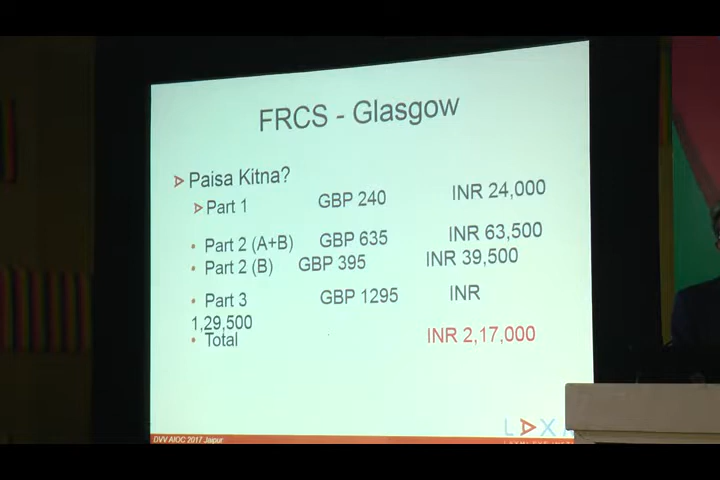 FRCS - Glasgow
Paisa Kitna?
Part 1 GBP 240 INR 24,000
Part 2 (A+B) GBP 635 INR 63,500
Part 2 (B) GBP 395 INR 39,500
Part 3 GBP 1295 INR
1,29,500
Total INR 2,17,000
DVV AIOC 2017 Jaipur